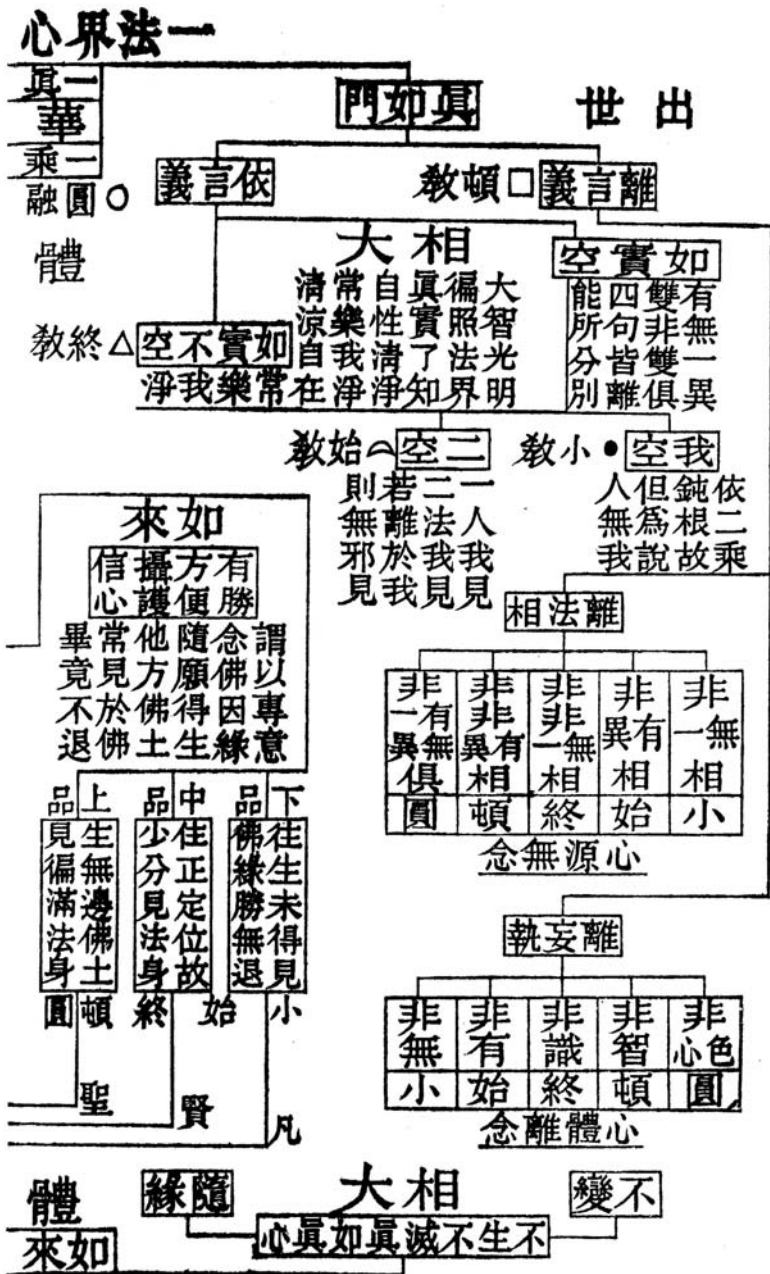 一法界心
出世
眞如門
一眞
華
一乘
離言義
□頓敎
依言義
○圓融
體
相大
大智光明
徧照法界
眞實了知
自性淸淨
常樂我淨
淸涼自在
如實空
有無一異
雙非雙俱
四句皆離
能所分別
如實不空
△終敎
常樂我淨
我空
●小敎
依二乘
鈍根故
但爲說
人無我
二空
始敎
一人我見
二法我見
若離於我
則無邪見
離法相
非無一相 小
非有異相 始
非非無一相 終
非非有異相 頓
非有無一異俱 圓
心源無念
離妄執
非色心 圓
非智 頓
非識 終
非有 始
非無 小
心體離念
如來
有勝
方便
攝護
信心
謂以專意
念佛因緣
隨願得生
他方佛土
常見於佛
畢竟不退
下品
往生未得見
佛緣勝無退
中品
住正定位故
少分見法身
上品
生無邊佛土
見徧滿法身
小 始 終 頓 圓
凡 賢 聖
不變
相大
隨緣
體
不生不滅眞如眞心
如來